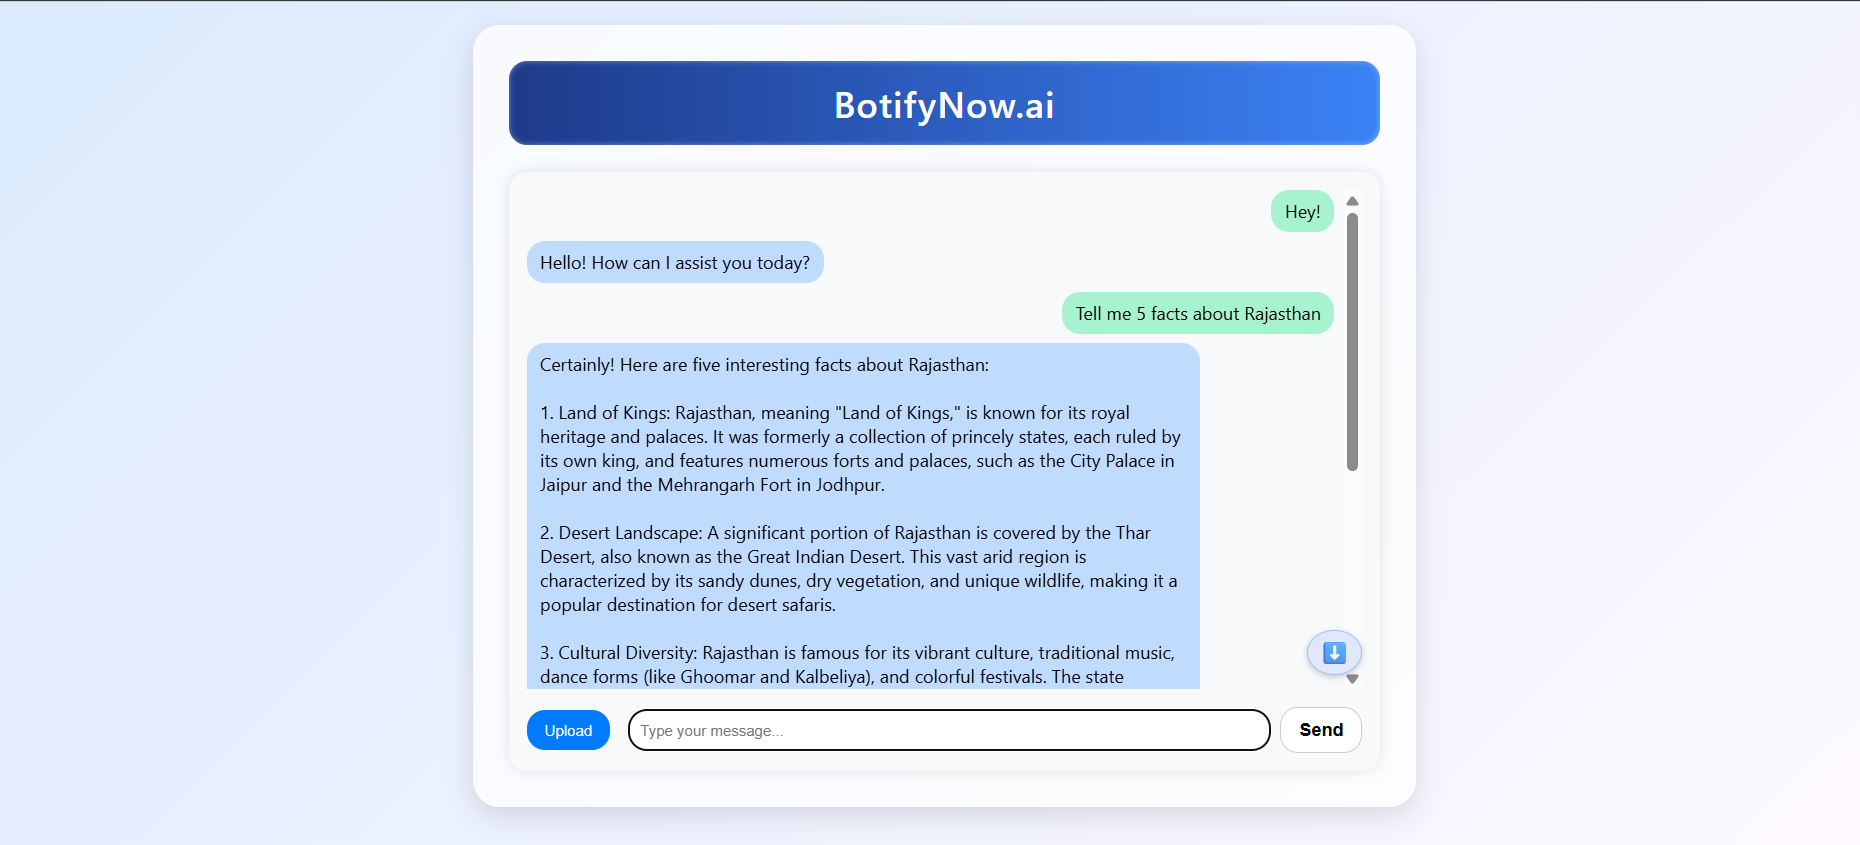 BotifyNow.ai
Hey!
Hello! How can I assist you today?
Tell me 5 facts about Rajasthan
Certainly! Here are five interesting facts about Rajasthan:
1. Land of Kings: Rajasthan, meaning "Land of Kings," is known for its royal
heritage and palaces. It was formerly a collection of princely states, each ruled by
its own king, and features numerous forts and palaces, such as the City Palace in
Jaipur and the Mehrangarh Fort in Jodhpur.
2. Desert Landscape: A significant portion of Rajasthan is covered by the Thar
Desert, also known as the Great Indian Desert. This vast arid region is
characterized by its sandy dunes, dry vegetation, and unique wildlife, making it a
popular destination for desert safaris.
3. Cultural Diversity: Rajasthan is famous for its vibrant culture, traditional music,
dance forms (like Ghoomar and Kalbeliya), and colorful festivals. The state
Upload
Type your message...
Send